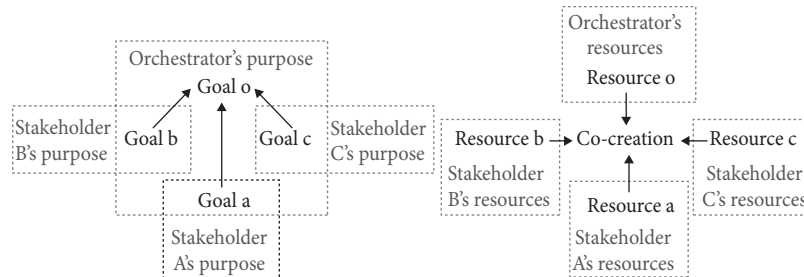 Orchestrator's purpose
Goal o
Stakeholder
B's purpose
Goal b
Goal c
Stakeholder
C's purpose
Goal a
Stakeholder
A's purpose
Orchestrator's
resources
Resource o
Resource b
Co-creation
Resource c
Stakeholder
B's resources
Stakeholder
C's resources
Resource a
Stakeholder
A's resources